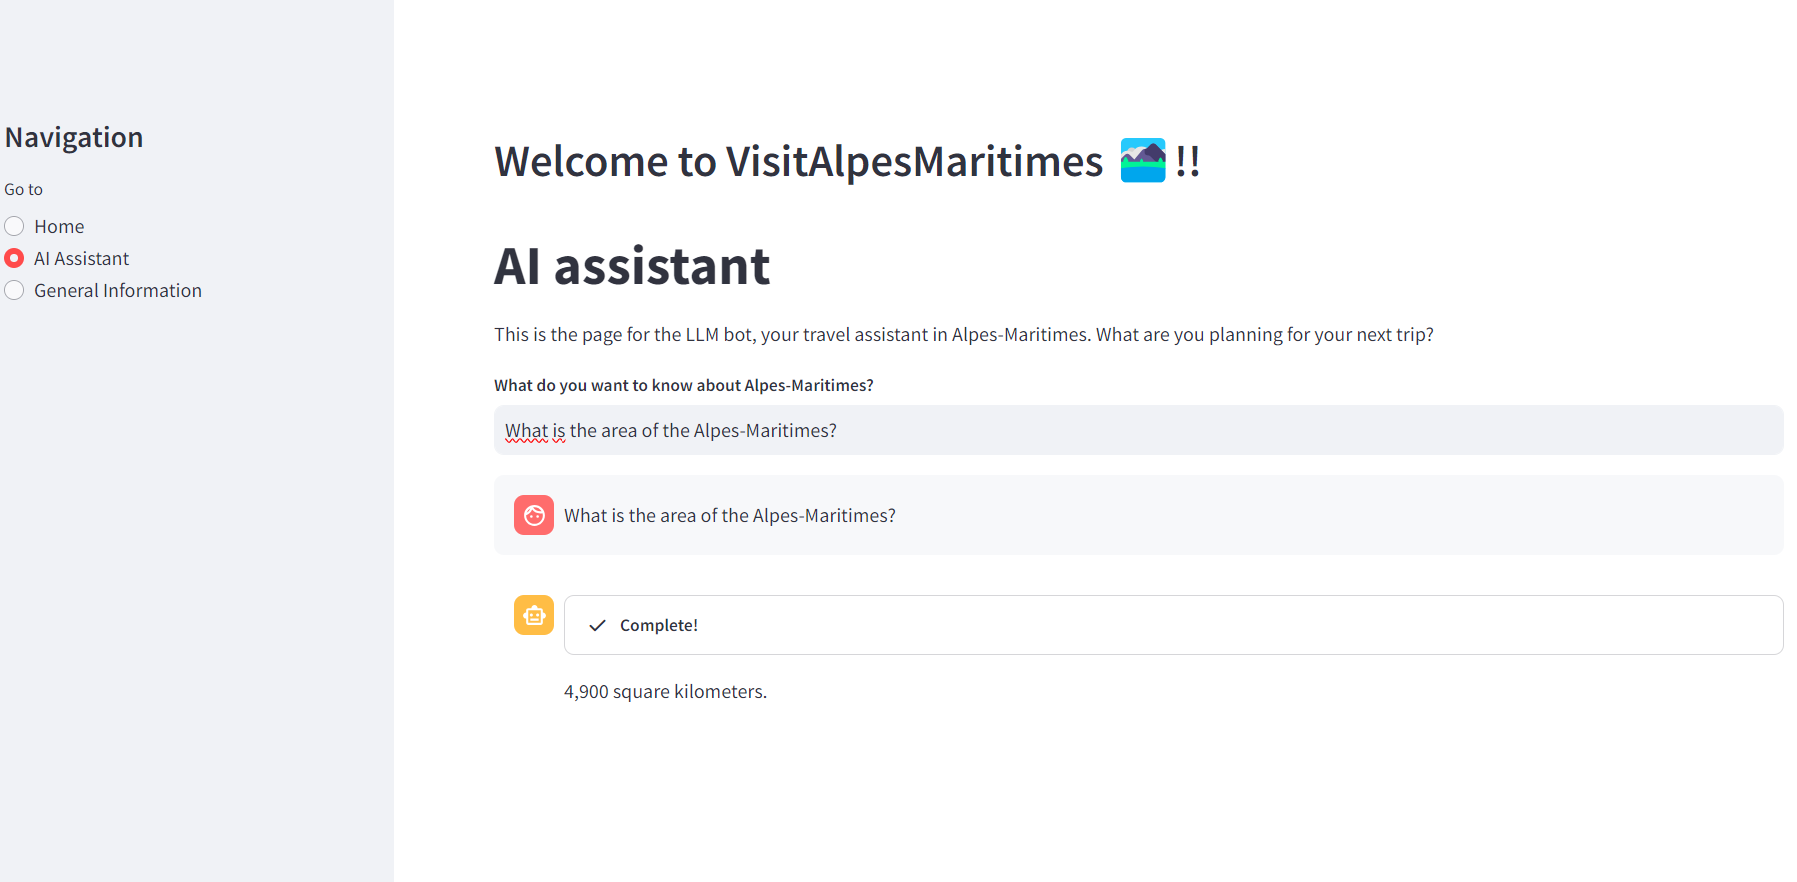 Navigation
Go to
Home
AI Assistant
General Information
Welcome to VisitAlpesMaritimes 🏞️ !!
AI assistant
This is the page for the LLM bot, your travel assistant in Alpes-Maritimes. What are you planning for your next trip?
What do you want to know about Alpes-Maritimes?
What is the area of the Alpes-Maritimes?
What is the area of the Alpes-Maritimes?
Complete!
4,900 square kilometers.